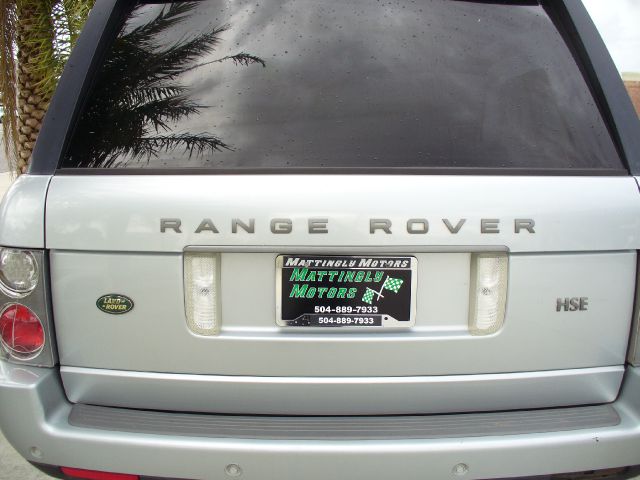 RANGE ROVER
MATTINGLY MOTORS
MATTINGLY
MOTORS
504-889-7933
504-889-7933
LAND
ROVER
HSE